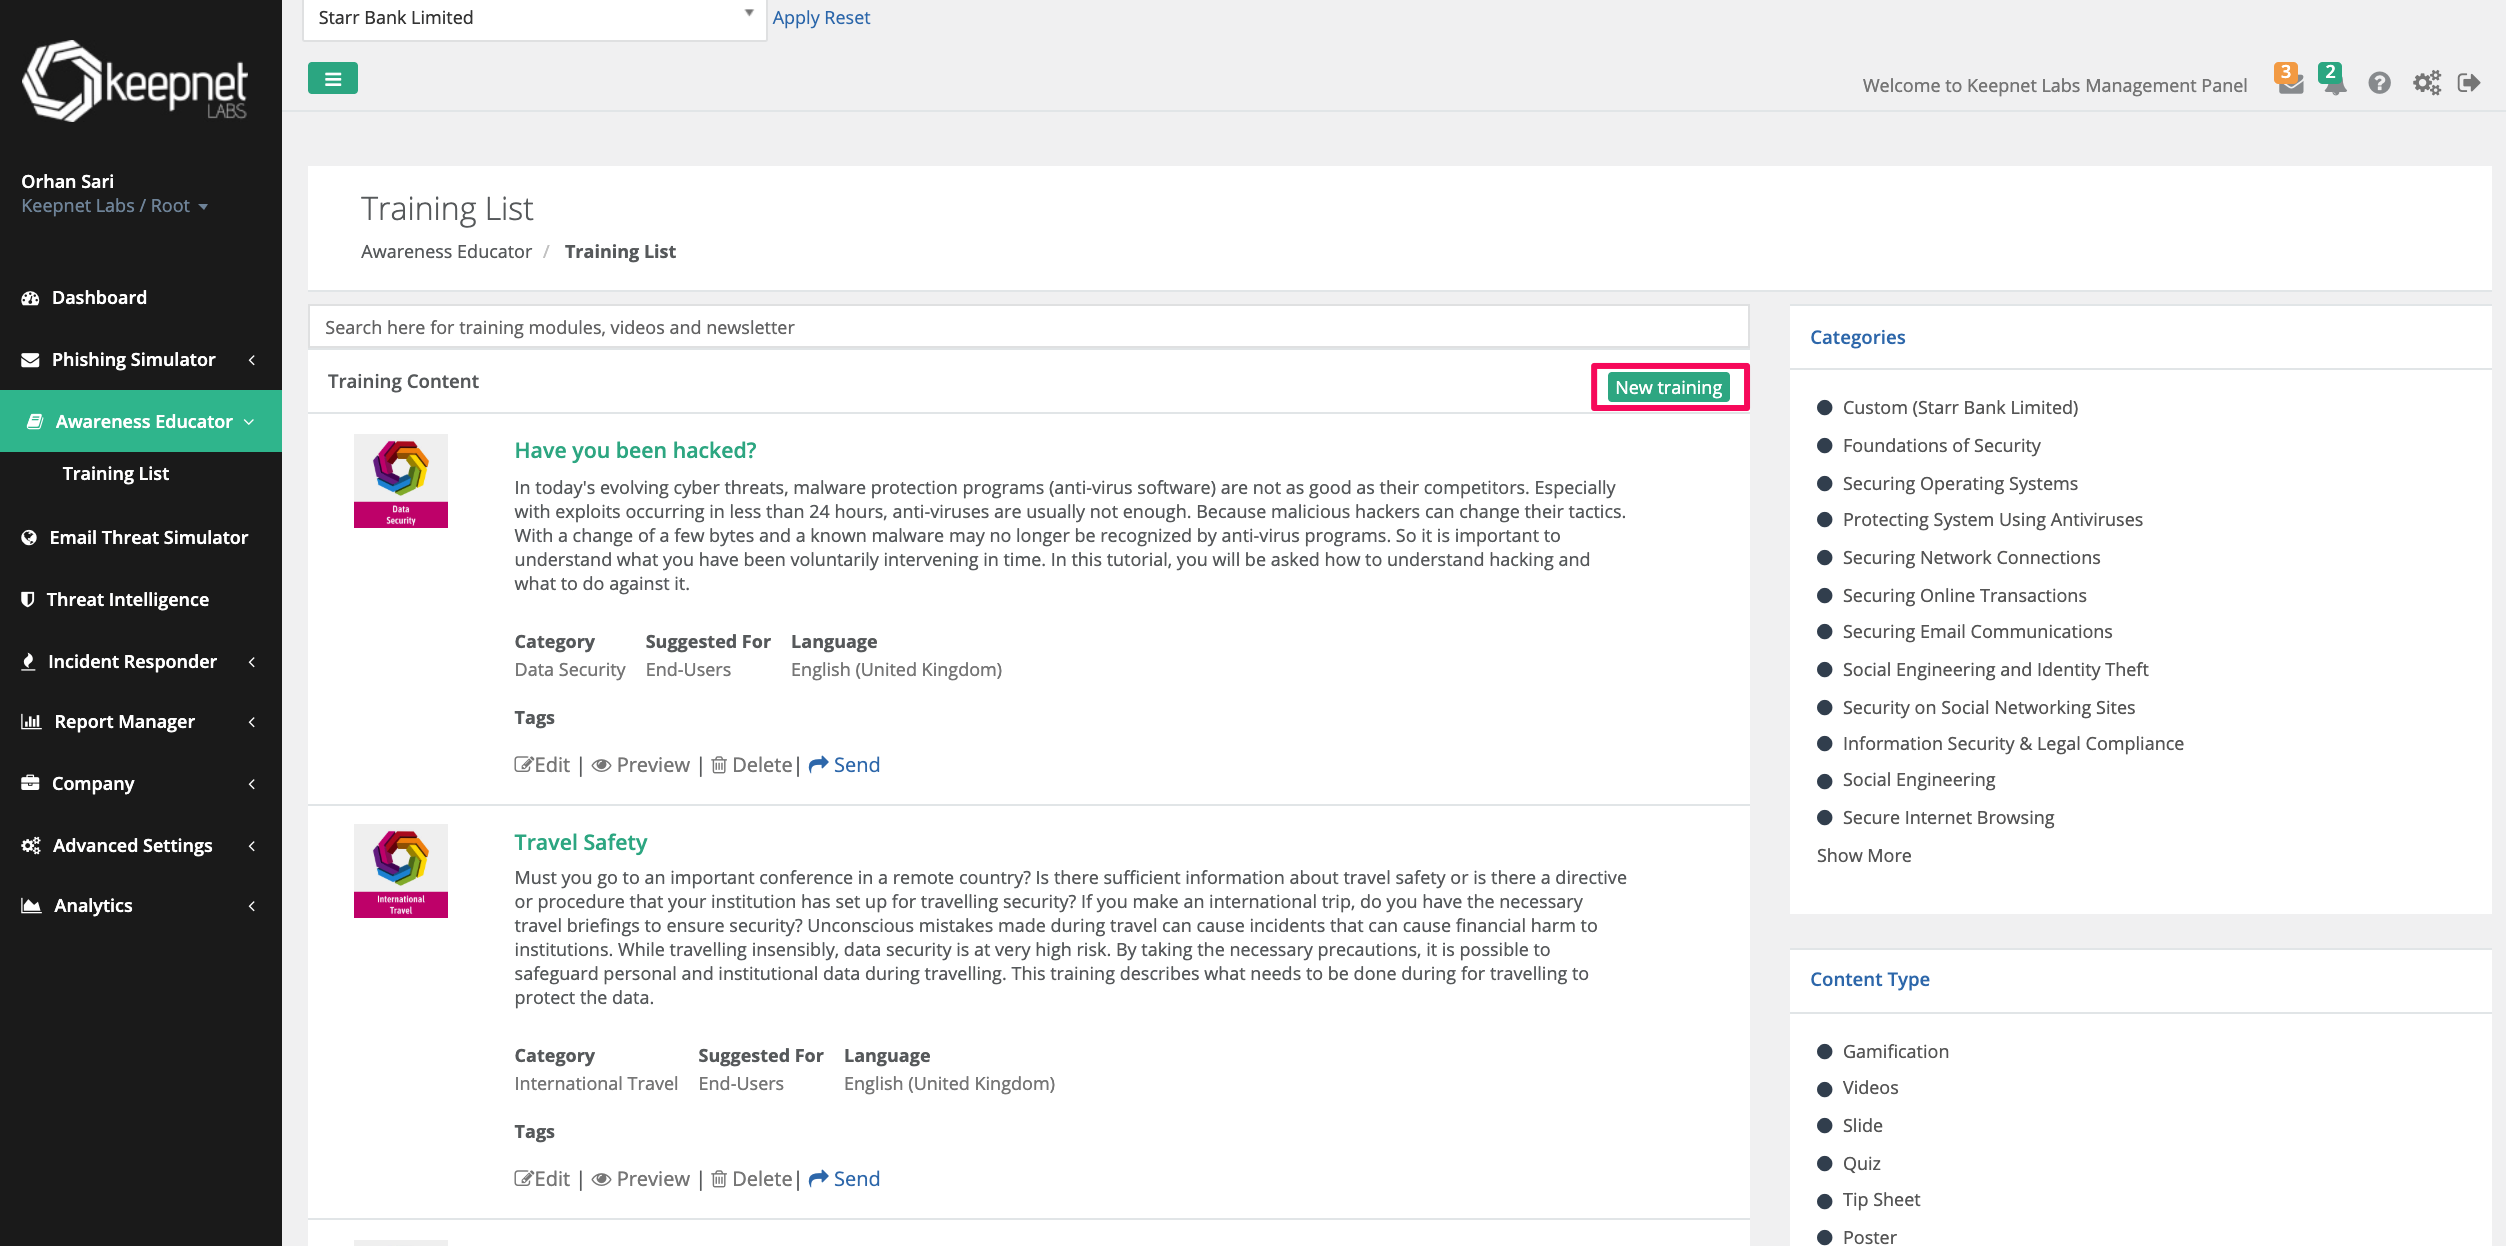 Starr Bank Limited
Apply Reset
keepnet
LABS
3
2
Welcome to Keepnet Labs Management Panel
Orhan Sari
Keepnet Labs / Root
Dashboard
Phishing Simulator
Awareness Educator
Training List
Email Threat Simulator
Threat Intelligence
Incident Responder
Report Manager
Company
Advanced Settings
Analytics
Training List
Awareness Educator / Training List
Search here for training modules, videos and newsletter
Training Content
New training
Data
Security
Have you been hacked?
In today's evolving cyber threats, malware protection programs (anti-virus software) are not as good as their competitors. Especially
with exploits occurring in less than 24 hours, anti-viruses are usually not enough. Because malicious hackers can change their tactics.
With a change of a few bytes and a known malware may no longer be recognized by anti-virus programs. So it is important to
understand what you have been voluntarily intervening in time. In this tutorial, you will be asked how to understand hacking and
what to do against it.
Category Suggested For Language
Data Security End-Users English (United Kingdom)
Tags
Edit | Preview | Delete| Send
International
Travel
Travel Safety
Must you go to an important conference in a remote country? Is there sufficient information about travel safety or is there a directive
or procedure that your institution has set up for travelling security? If you make an international trip, do you have the necessary
travel briefings to ensure security? Unconscious mistakes made during travel can cause incidents that can cause financial harm to
institutions. While travelling insensibly, data security is at very high risk. By taking the necessary precautions, it is possible to
safeguard personal and institutional data during travelling. This training describes what needs to be done during for travelling to
protect the data.
Category Suggested For Language
International Travel End-Users English (United Kingdom)
Tags
Edit | Preview | Delete| Send
Categories
Custom (Starr Bank Limited)
Foundations of Security
Securing Operating Systems
Protecting System Using Antiviruses
Securing Network Connections
Securing Online Transactions
Securing Email Communications
Social Engineering and Identity Theft
Security on Social Networking Sites
Information Security & Legal Compliance
Social Engineering
Secure Internet Browsing
Show More
Content Type
Gamification
Videos
Slide
Quiz
Tip Sheet
Poster